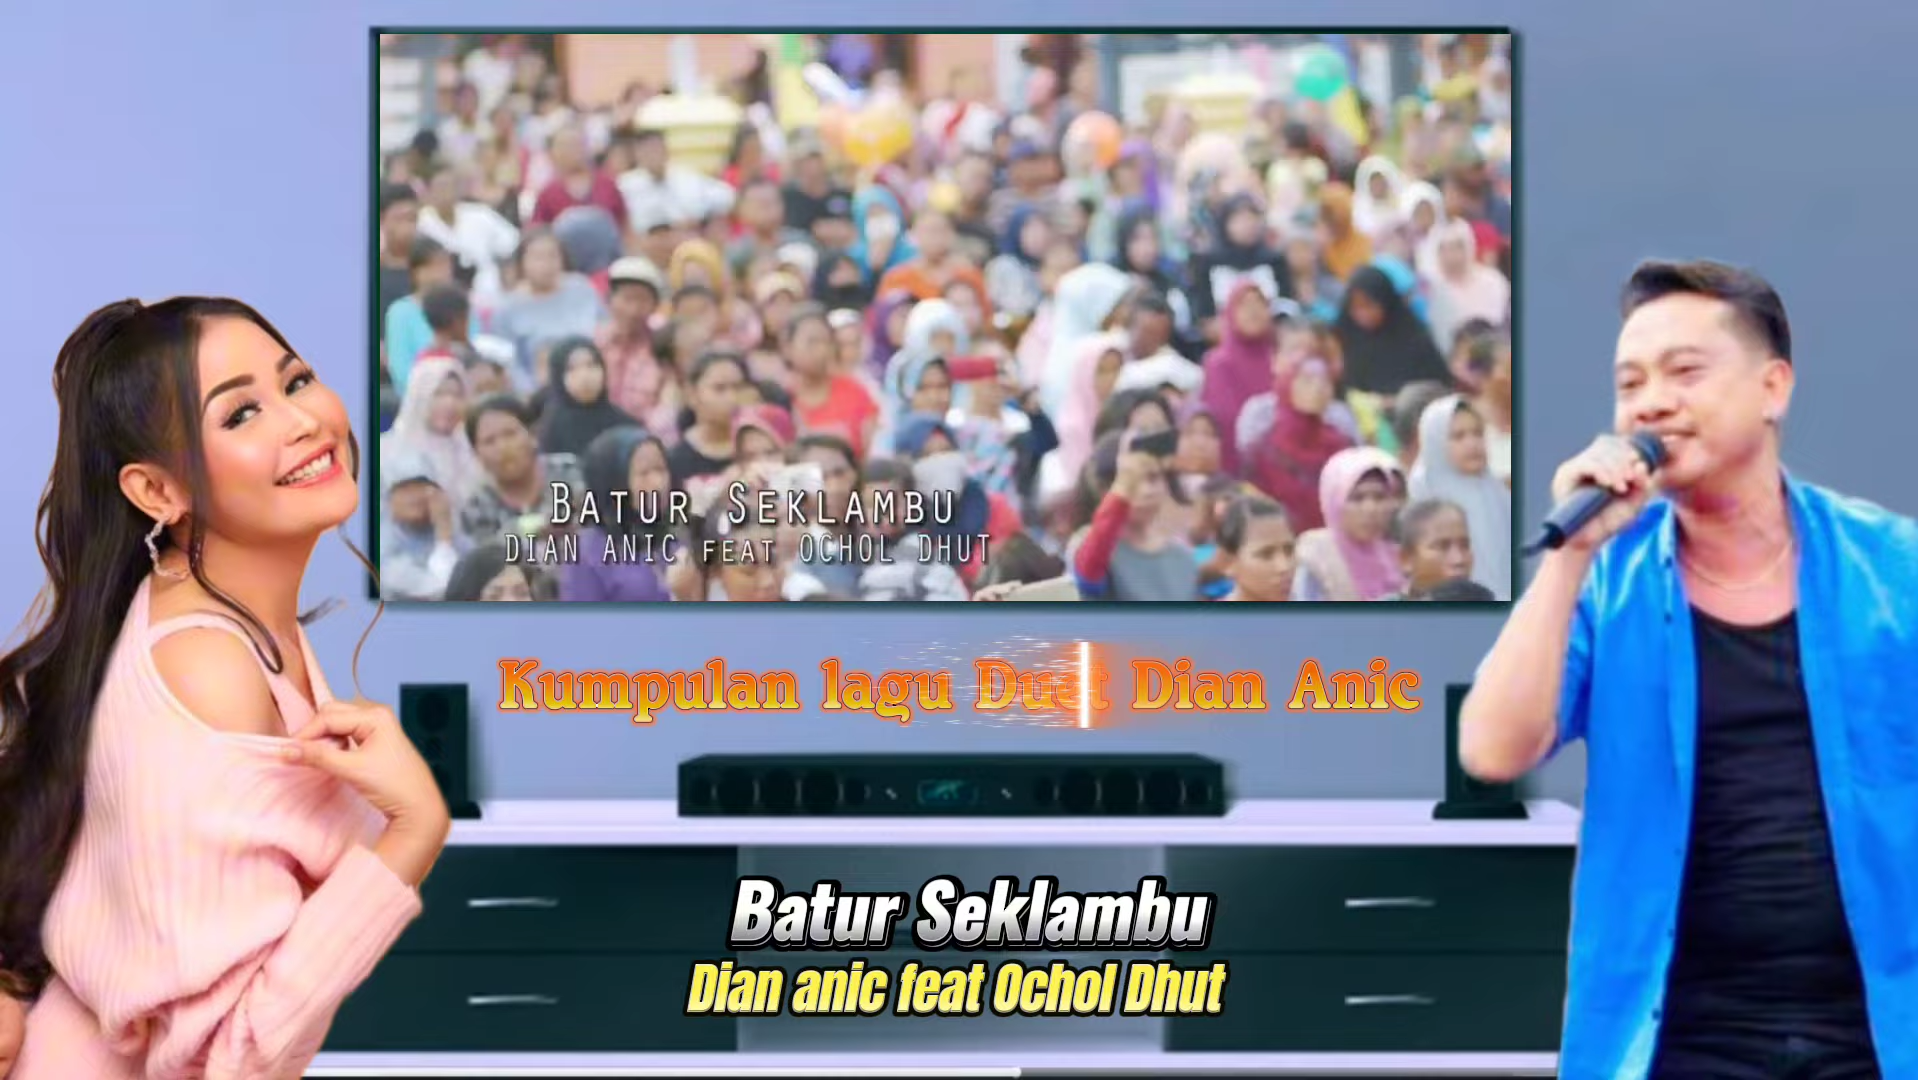 BATUR SEKLAMBU
DIAN ANIC FEAT OCHOL DHUT
Kumpulan lagu Duet Dian Anic
Batur Seklambu
Dian anic feat Ochol Dhut